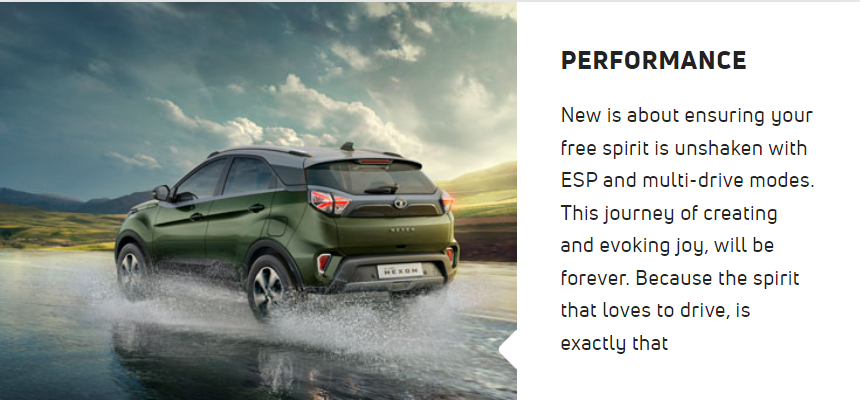 PERFORMANCE
New is about ensuring your
free spirit is unshaken with
ESP and multi-drive modes.
This journey of creating
and evoking joy, will be
forever. Because the spirit
that loves to drive, is
exactly that
NEXON
NEXON